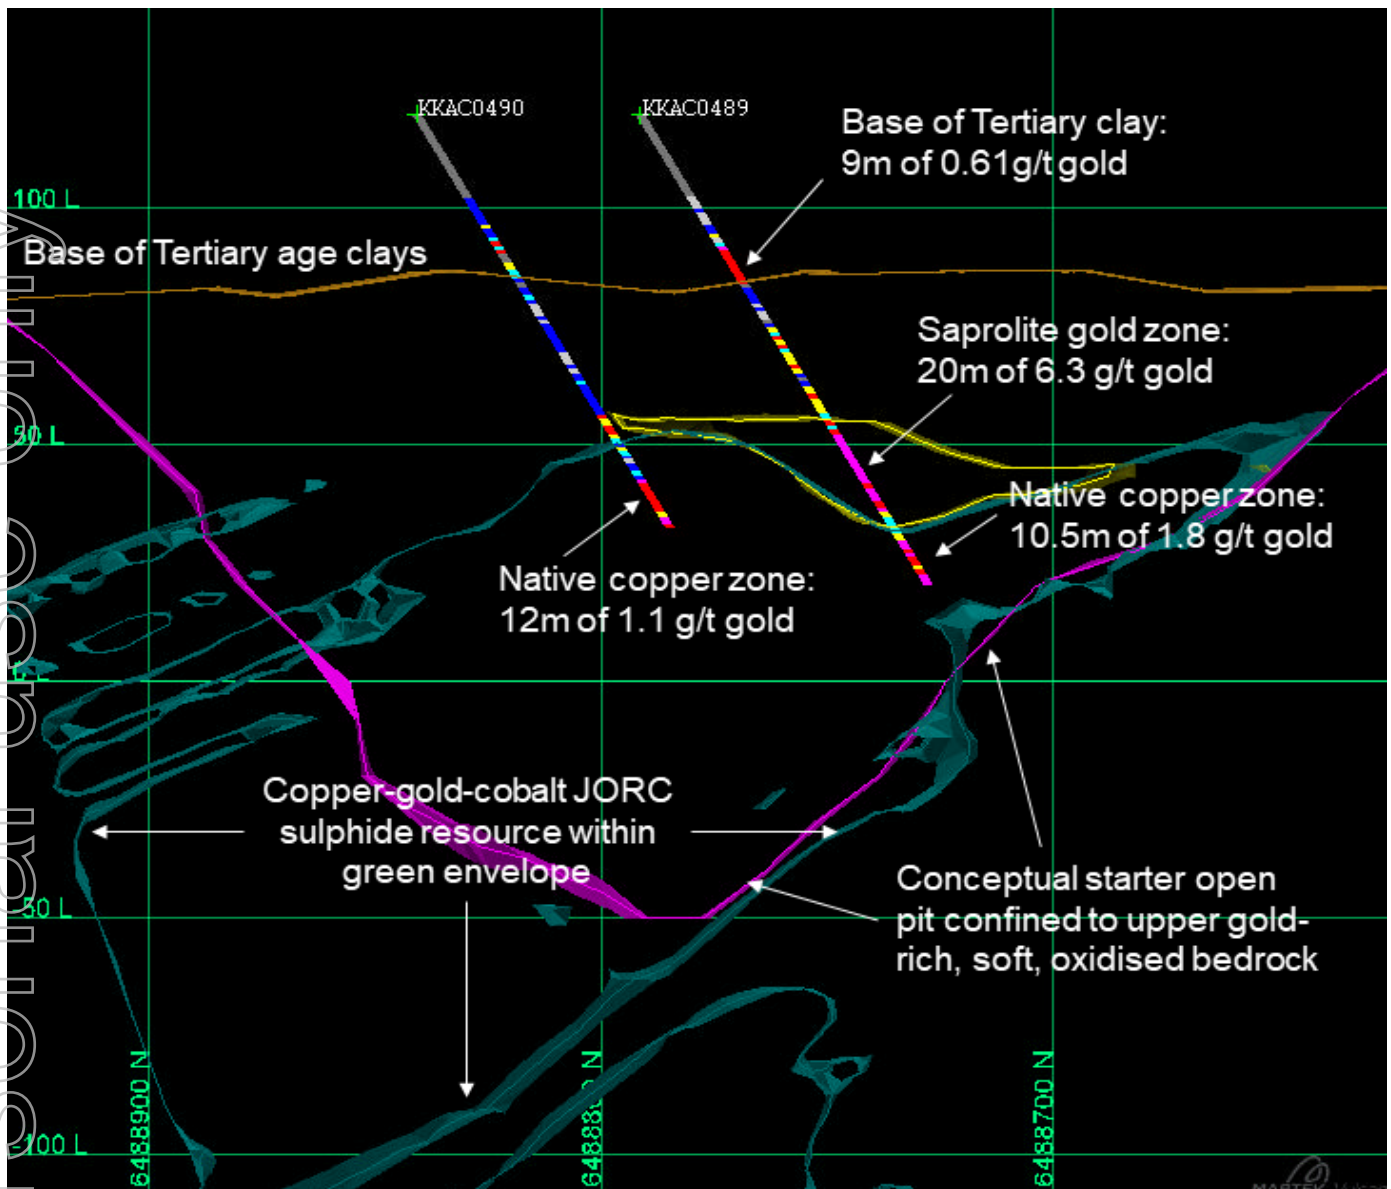 KKAC0490
KKAC0489
Base of Tertiary clay:
9m of 0.61g/t gold
100 L
Base of Tertiary age clays
Saprolite gold zone:
20m of 6.3 g/t gold
50 L
Native copper zone:
10.5m of 1.8 g/t gold
Native copper zone:
12m of 1.1 g/t gold
Copper-gold-cobalt JORC
sulphide resource within
green envelope
Conceptual starter open
pit confined to upper gold-
rich, soft, oxidised bedrock
-50 L
-100 L
6488900 N
6488800 N
6488700 N